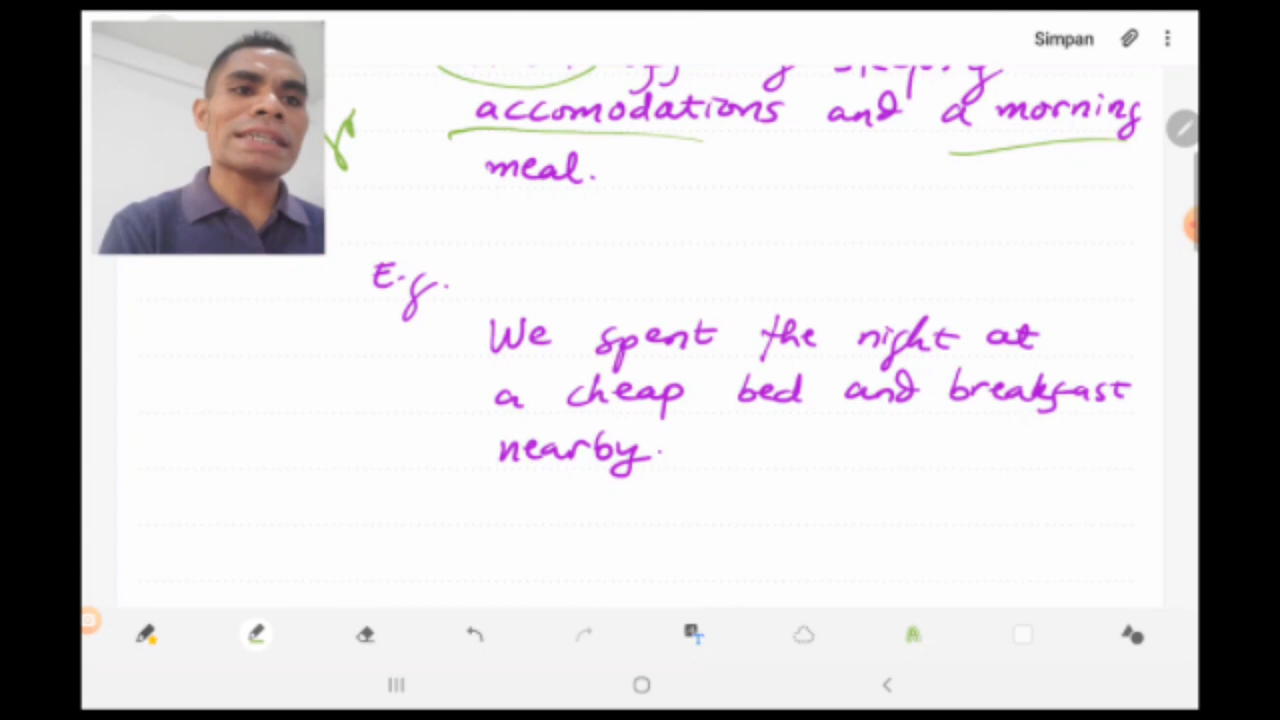 Simpan
accomodations and a morning
meal.
E.g.
We spent the night at
a cheap bed and breakfast
nearby.